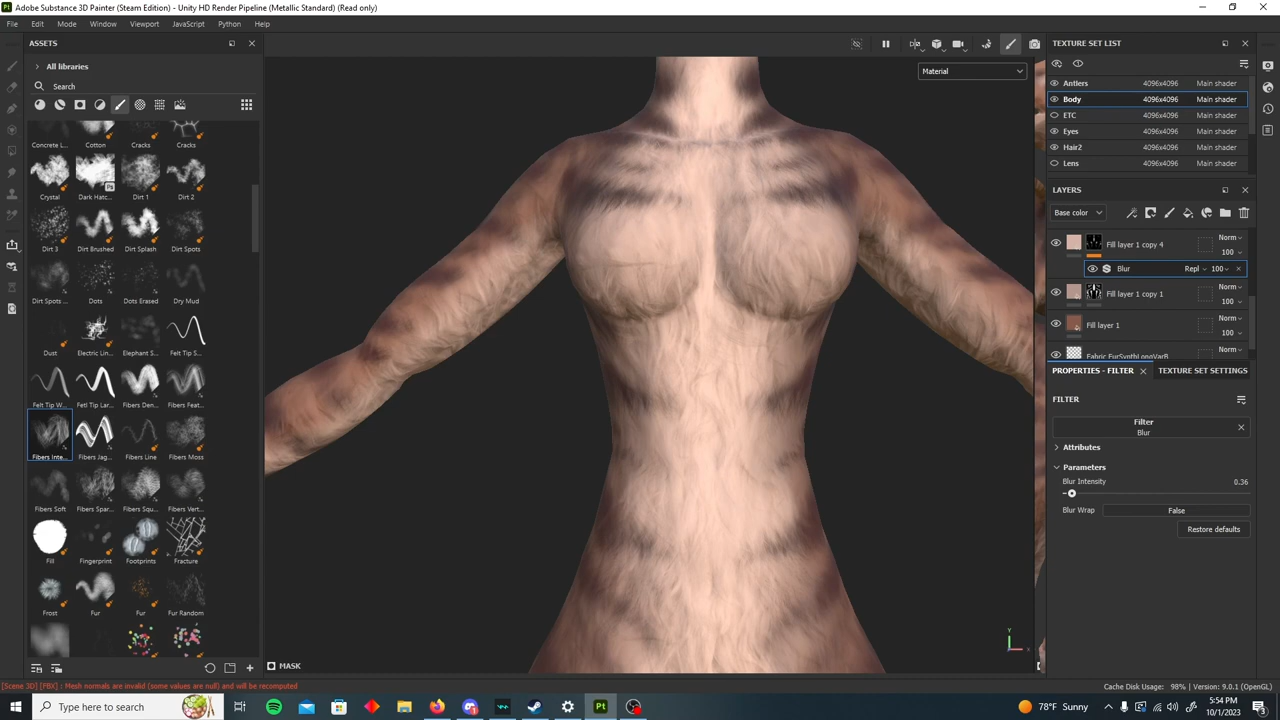 Adobe Substance 3D Painter (Steam Edition) - Unity HD Render Pipeline (Metallic Standard) (Read only)
File Edit Mode Window Viewport JavaScript Python Help
ASSETS
All libraries
Search
Concrete L... Cotton Cracks Cracks
Crystal Dark Hatc... Dirt 1 Dirt 2
Dirt 3 Dirt Brushed Dirt Splash Dirt Spots
Dirt Spots ... Dots Dots Erased Dry Mud
Dust Electric Lin... Elephant S... Felt Tip S...
Felt Tip W... Fetl Tip Lar... Fibers Den... Fibers Feat...
Fibers Inte... Fibers Jag... Fibers Line Fibers Moss
Fibers Soft Fibers Spar... Fibers Squ... Fibers Vert...
Fill Fingerprint Footprints Fracture
Frost Fur Fur Fur Random
Material
MASK
Y
TEXTURE SET LIST
Antlers 4096x4096 Main shader
Body 4096x4096 Main shader
ETC 4096x4096 Main shader
Eyes 4096x4096 Main shader
Hair2 4096x4096 Main shader
Lens 4096x4096 Main shader
LAYERS
Base color
Fill layer 1 copy 4 Norm 100
Blur Repl 100
Fill layer 1 copy 1 Norm 100
Fill layer 1 Norm 100
Fabric FurSynthLongVarB Norm
PROPERTIES - FILTER TEXTURE SET SETTINGS
FILTER
Filter
Blur
Attributes
Parameters
Blur Intensity 0.36
Blur Wrap False
Restore defaults
[Scene 3D] [FBX] : Mesh normals are invalid (some values are null) and will be recomputed
Cache Disk Usage: 98% | Version: 9.0.1 (OpenGL)
Type here to search
Pt
78°F Sunny
5:54 PM
10/1/2023
3